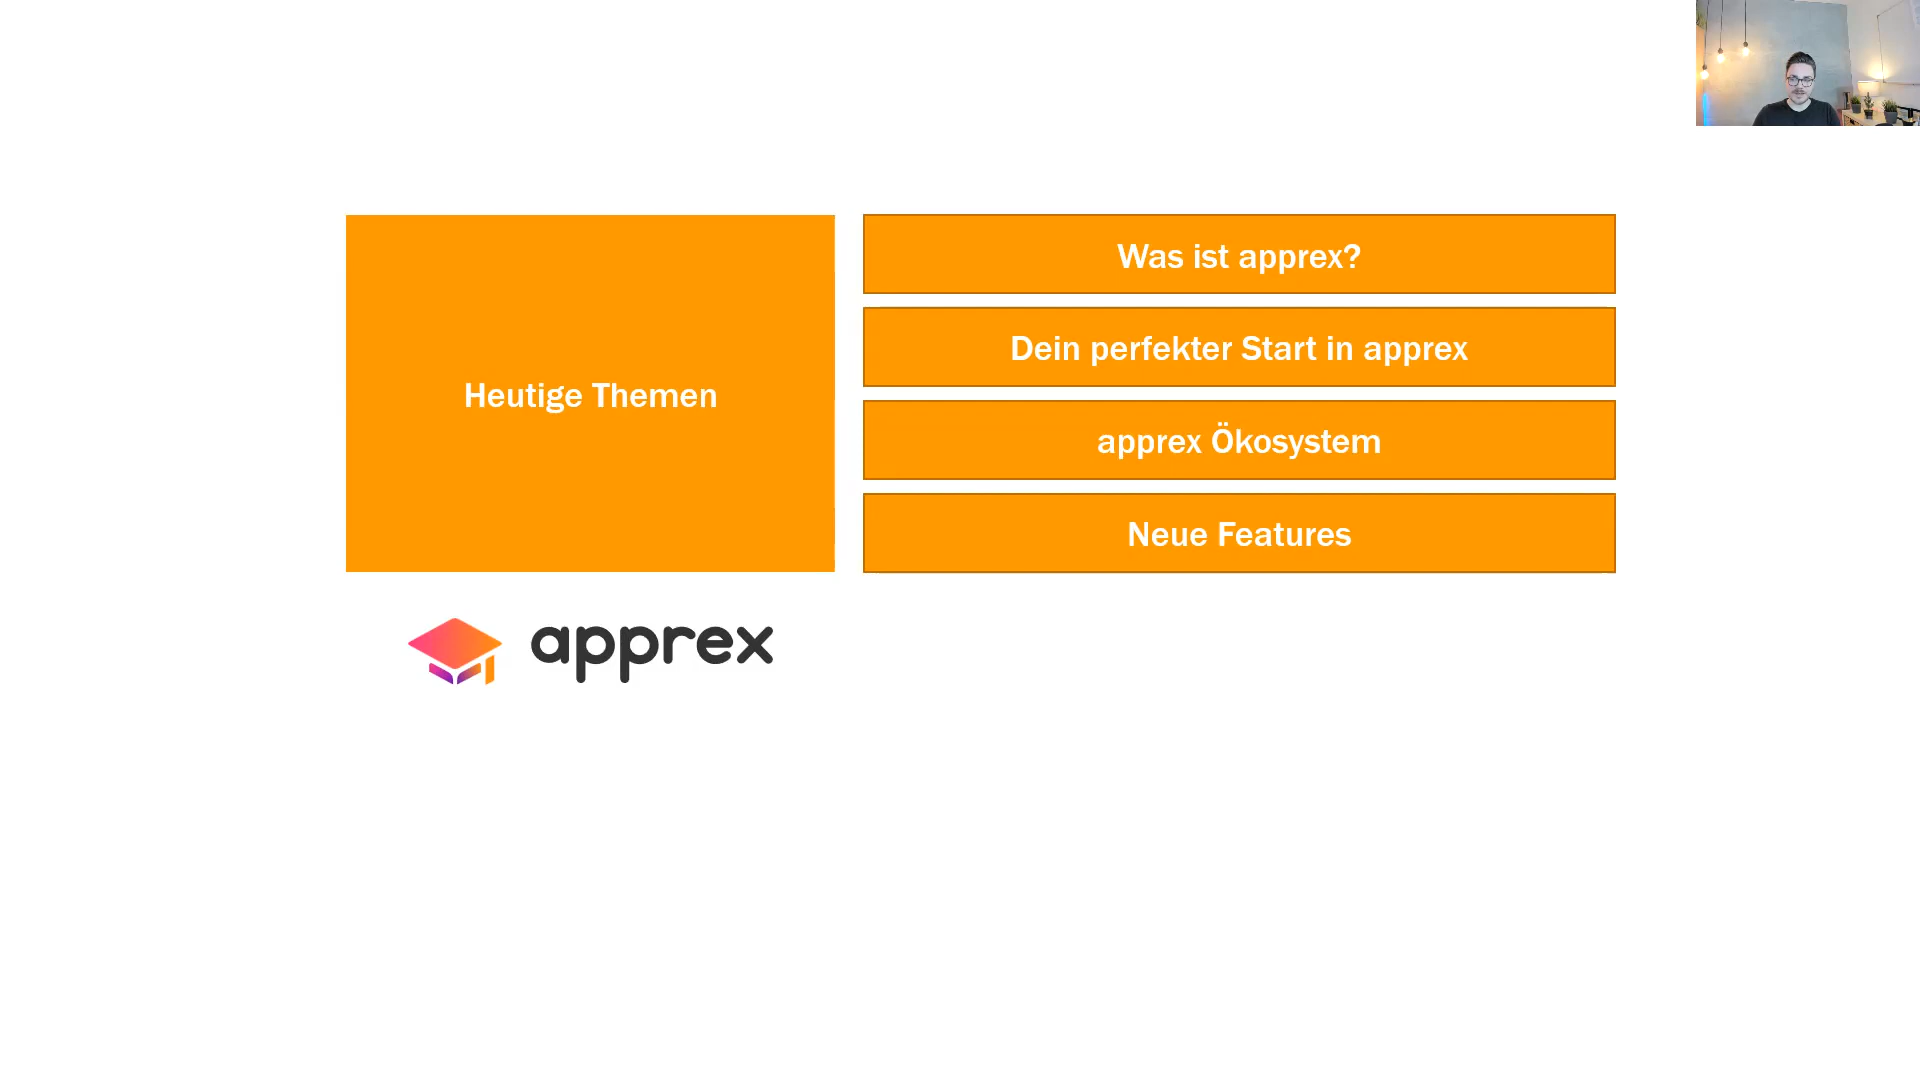 Heutige Themen
Was ist apprex?
Dein perfekter Start in apprex
apprex Ökosystem
Neue Features
apprex